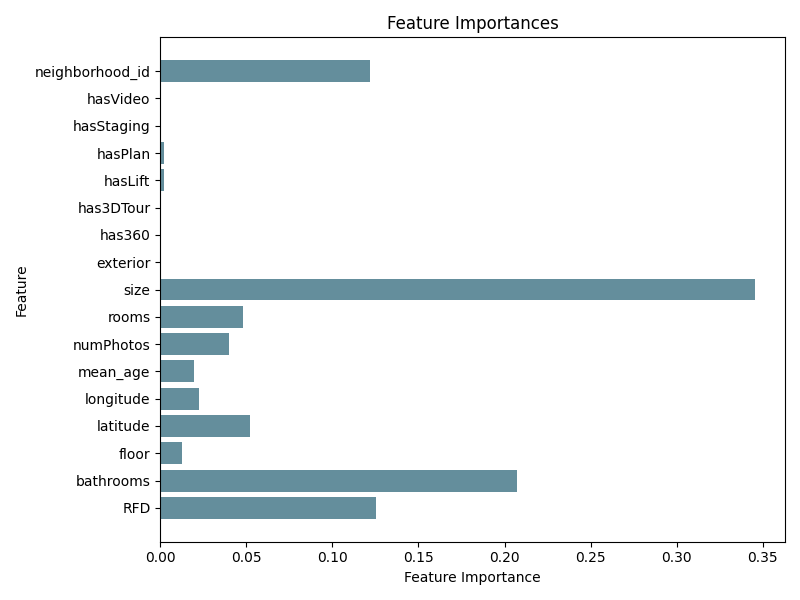 Feature Importances
Feature
neighborhood_id
hasVideo
hasStaging
hasPlan
hasLift
has3DTour
has360
exterior
size
rooms
numPhotos
mean_age
longitude
latitude
floor
bathrooms
RFD
0.00 0.05 0.10 0.15 0.20 0.25 0.30 0.35
Feature Importance